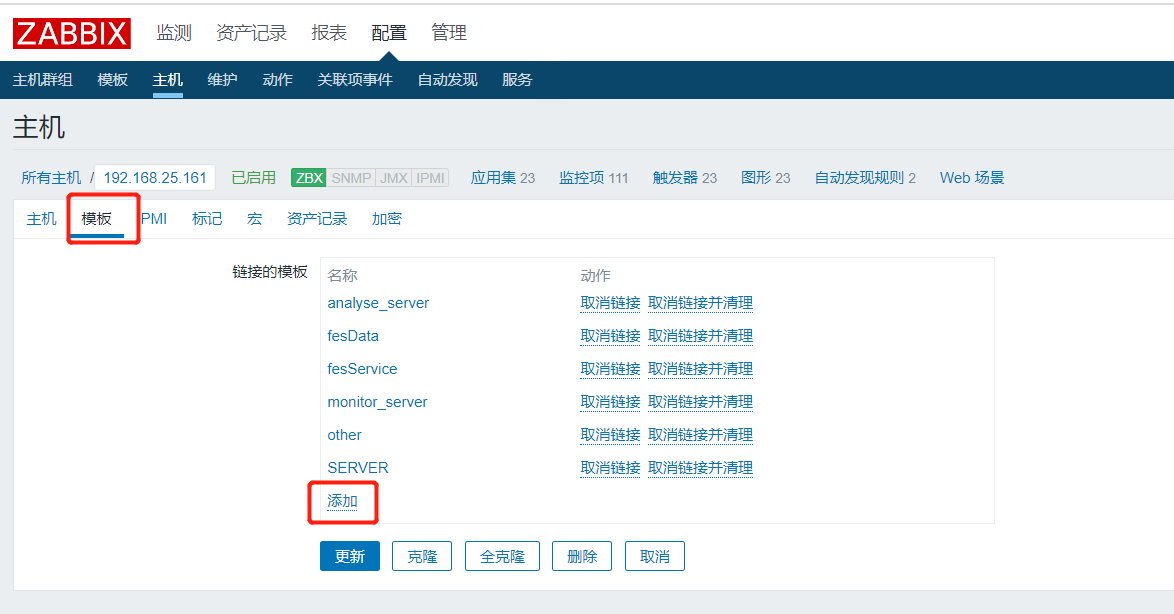 ZABBIX 监测 资产记录 报表 配置 管理
主机群组 模板 主机 维护 动作 关联项事件 自动发现 服务
主机
所有主机 / 192.168.25.161 已启用 ZBX SNMP JMX IPMI 应用集 23 监控项 111 触发器 23 图形 23 自动发现规则 2 Web 场景
主机 模板 PMI 标记 宏 资产记录 加密
链接的模板 名称 动作
analyse_server 取消链接 取消链接并清理
fesData 取消链接 取消链接并清理
fesService 取消链接 取消链接并清理
monitor_server 取消链接 取消链接并清理
other 取消链接 取消链接并清理
SERVER 取消链接 取消链接并清理
添加
更新 克隆 全克隆 删除 取消